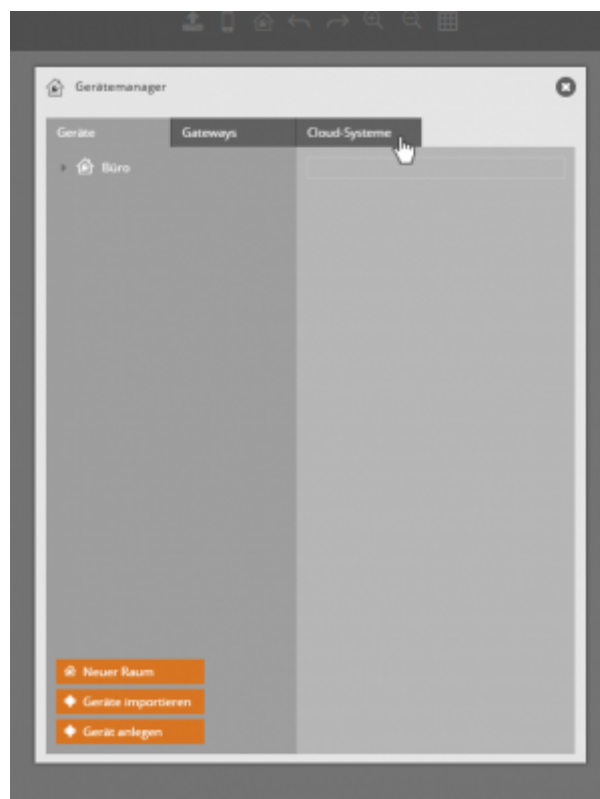 Gerätemanager
Geräte Gateways Cloud-Systeme
Büro
Neuer Raum
Geräte importieren
Gerät anlegen